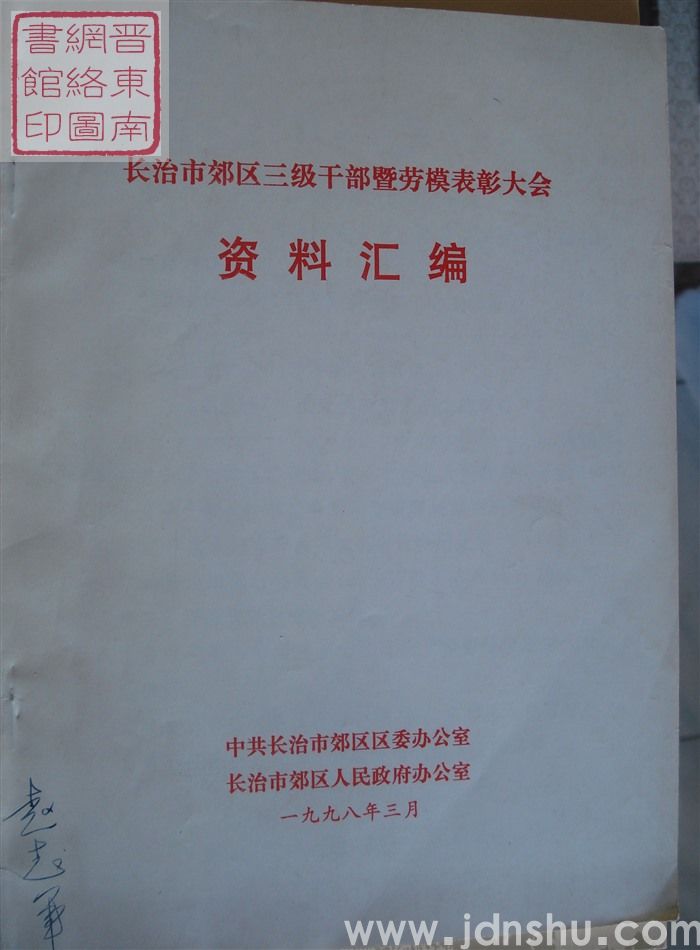 晋東南
網絡圖
書館印
长治市郊区三级干部暨劳模表彰大会
资料汇编
中共长治市郊区区委办公室
长治市郊区人民政府办公室
一九九八年三月
赵志军
www.jdnshu.com